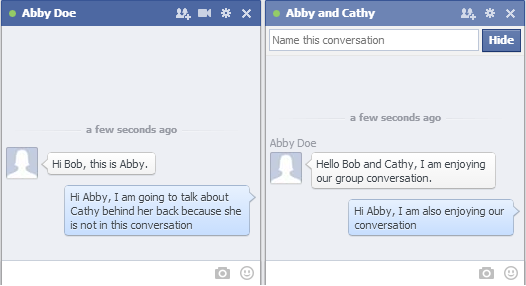 Abby Doe
a few seconds ago
Hi Bob, this is Abby.
Hi Abby, I am going to talk about
Cathy behind her back because she
is not in this conversation
Abby and Cathy
Name this conversation
Hide
a few seconds ago
Abby Doe
Hello Bob and Cathy, I am enjoying
our group conversation.
Hi Abby, I am also enjoying our
conversation